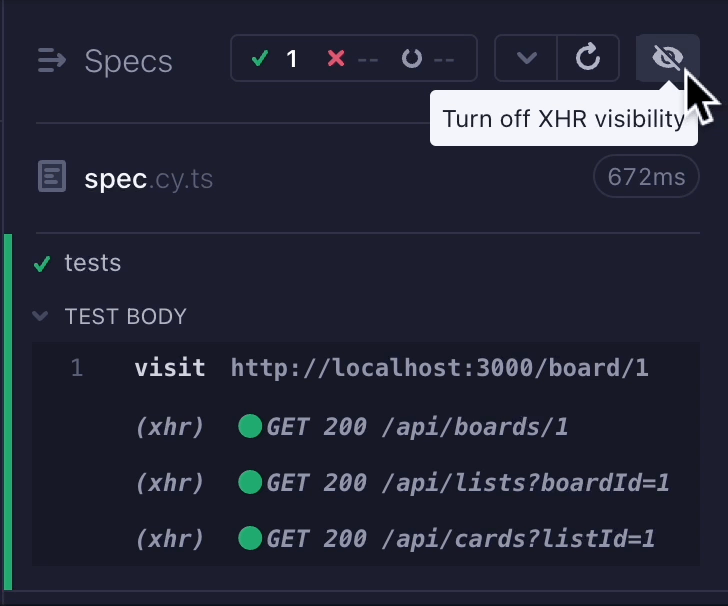 Specs 1 -- --
Turn off XHR visibility
spec.cy.ts 672ms
tests
TEST BODY
1 visit http://localhost:3000/board/1
(xhr) GET 200 /api/boards/1
(xhr) GET 200 /api/lists?boardId=1
(xhr) GET 200 /api/cards?listId=1